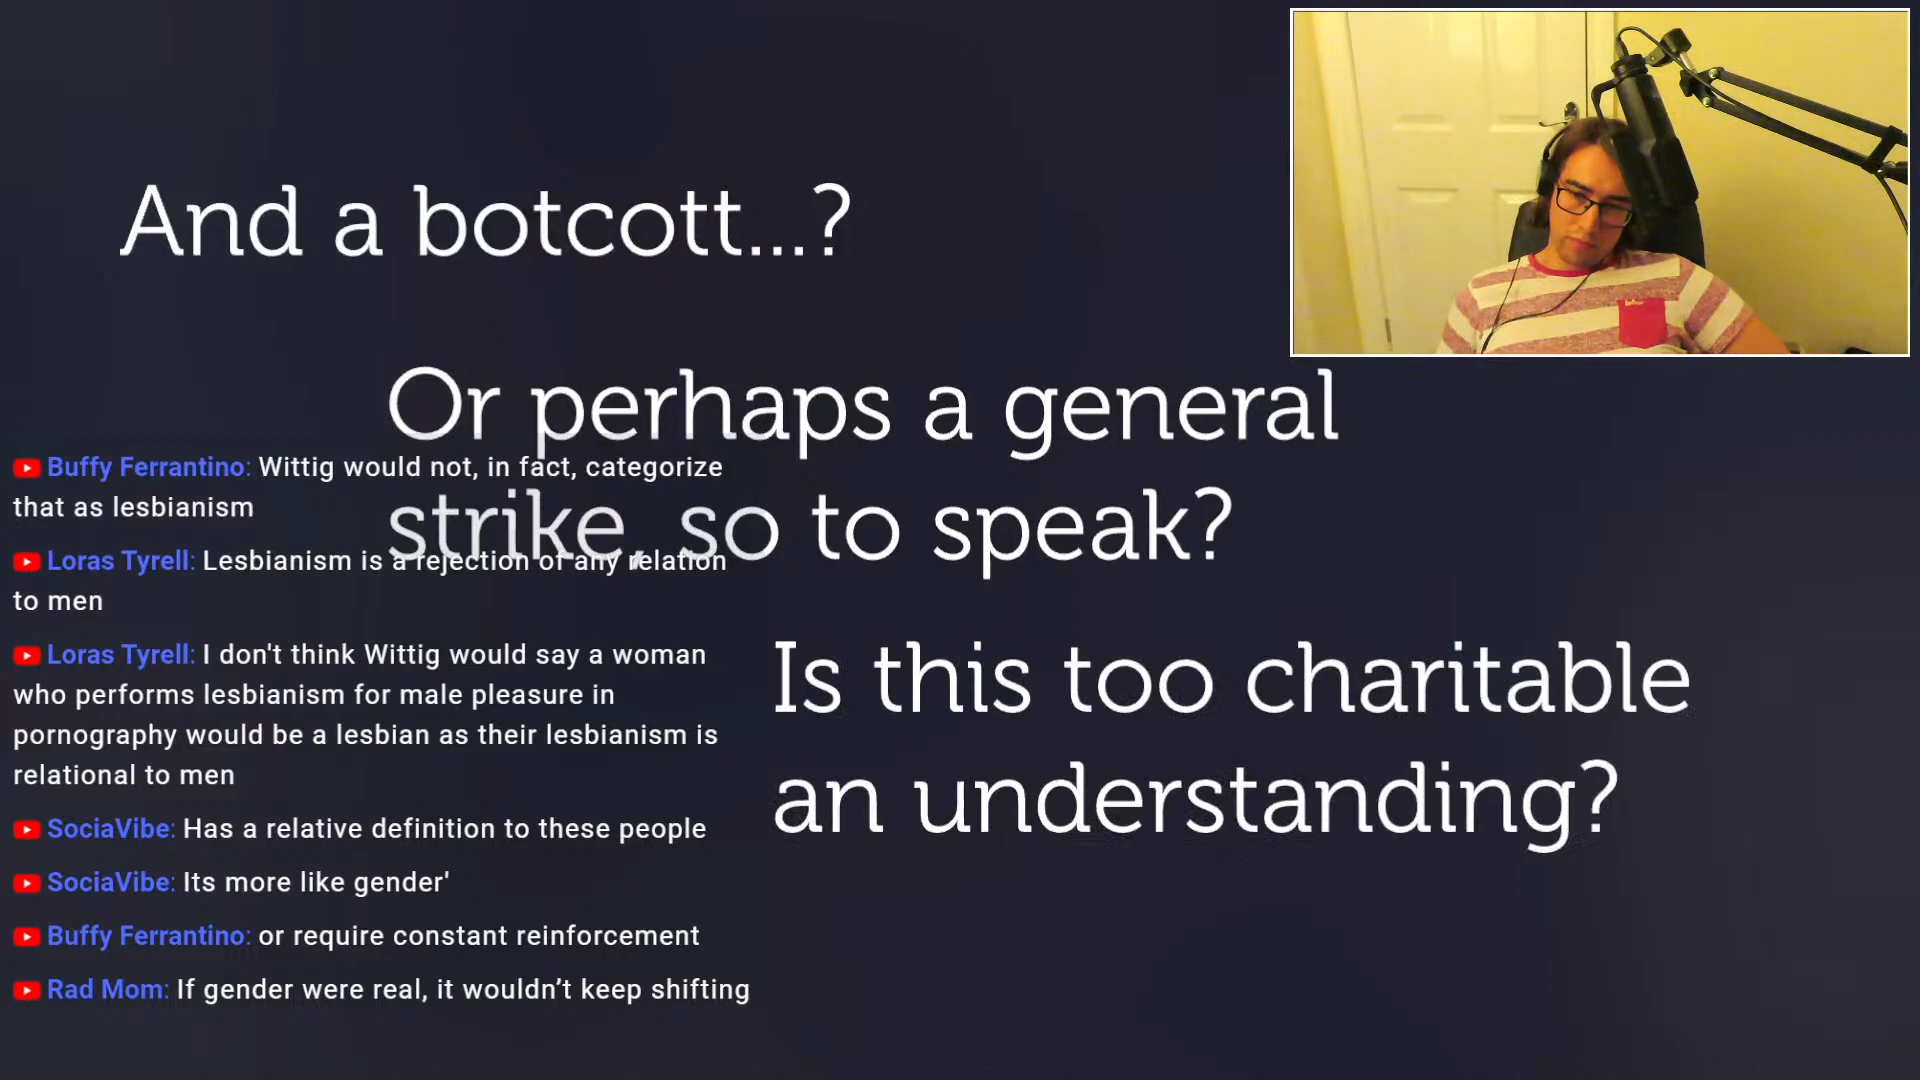 And a botcott...?
Or perhaps a general
strike, so to speak?
Is this too charitable
an understanding?
Buffy Ferrantino: Wittig would not, in fact, categorize
that as lesbianism
Loras Tyrell: Lesbianism is a rejection of any relation
to men
Loras Tyrell: I don't think Wittig would say a woman
who performs lesbianism for male pleasure in
pornography would be a lesbian as their lesbianism is
relational to men
SociaVibe: Has a relative definition to these people
SociaVibe: Its more like gender'
Buffy Ferrantino: or require constant reinforcement
Rad Mom: If gender were real, it wouldn’t keep shifting